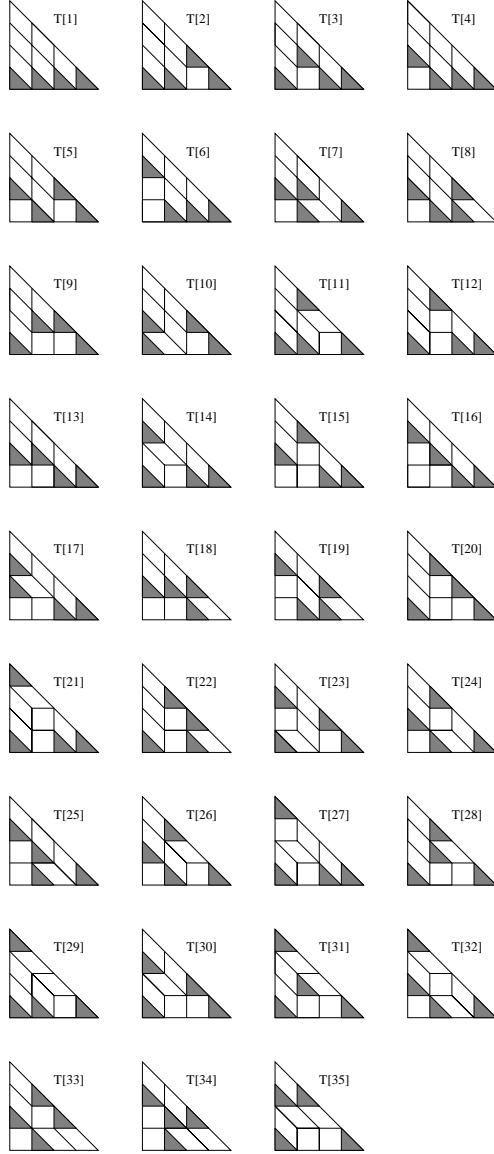 T[1] T[2] T[3] T[4]
T[5] T[6] T[7] T[8]
T[9] T[10] T[11] T[12]
T[13] T[14] T[15] T[16]
T[17] T[18] T[19] T[20]
T[21] T[22] T[23] T[24]
T[25] T[26] T[27] T[28]
T[29] T[30] T[31] T[32]
T[33] T[34] T[35]